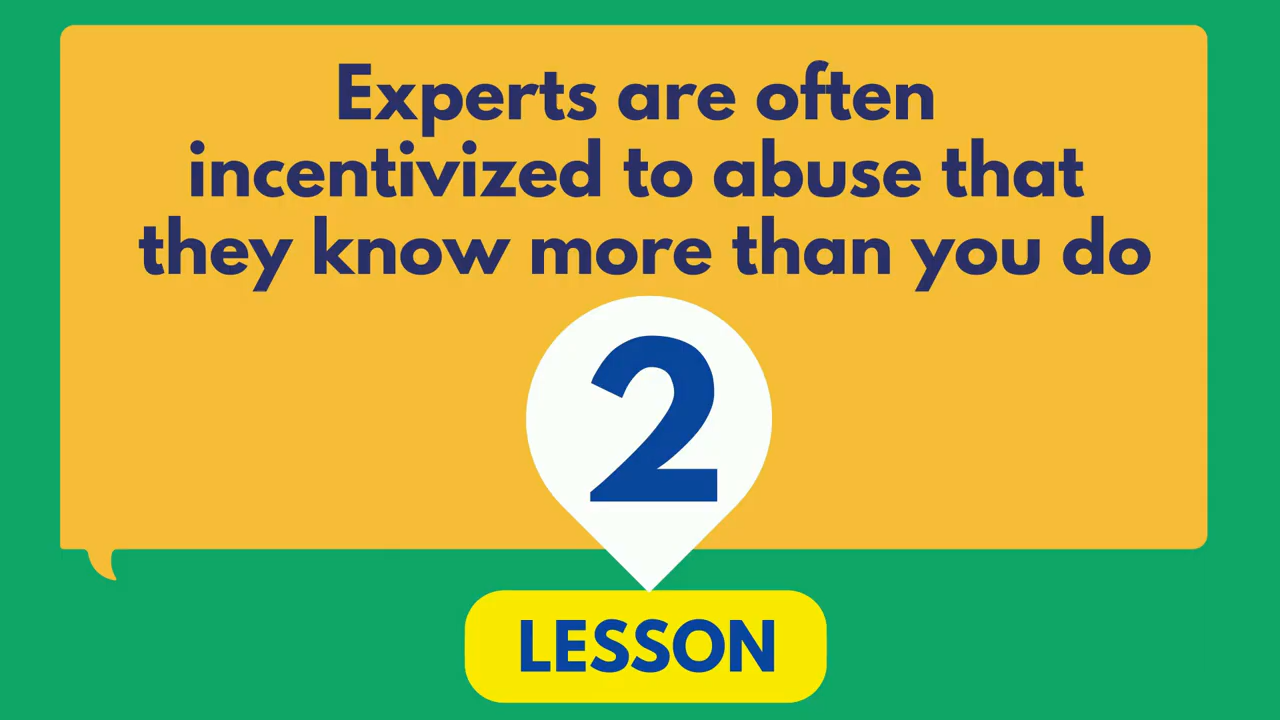 Experts are often
incentivized to abuse that
they know more than you do
2
LESSON